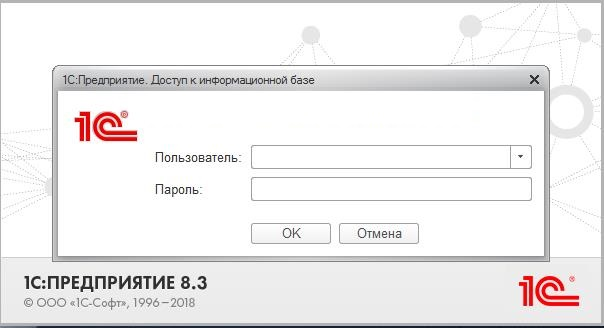 1С:Предприятие. Доступ к информационной базе
1С®
Пользователь:
Пароль:
OK
Отмена
1С:ПРЕДПРИЯТИЕ 8.3
© ООО «1С-Софт», 1996–2018
1С®